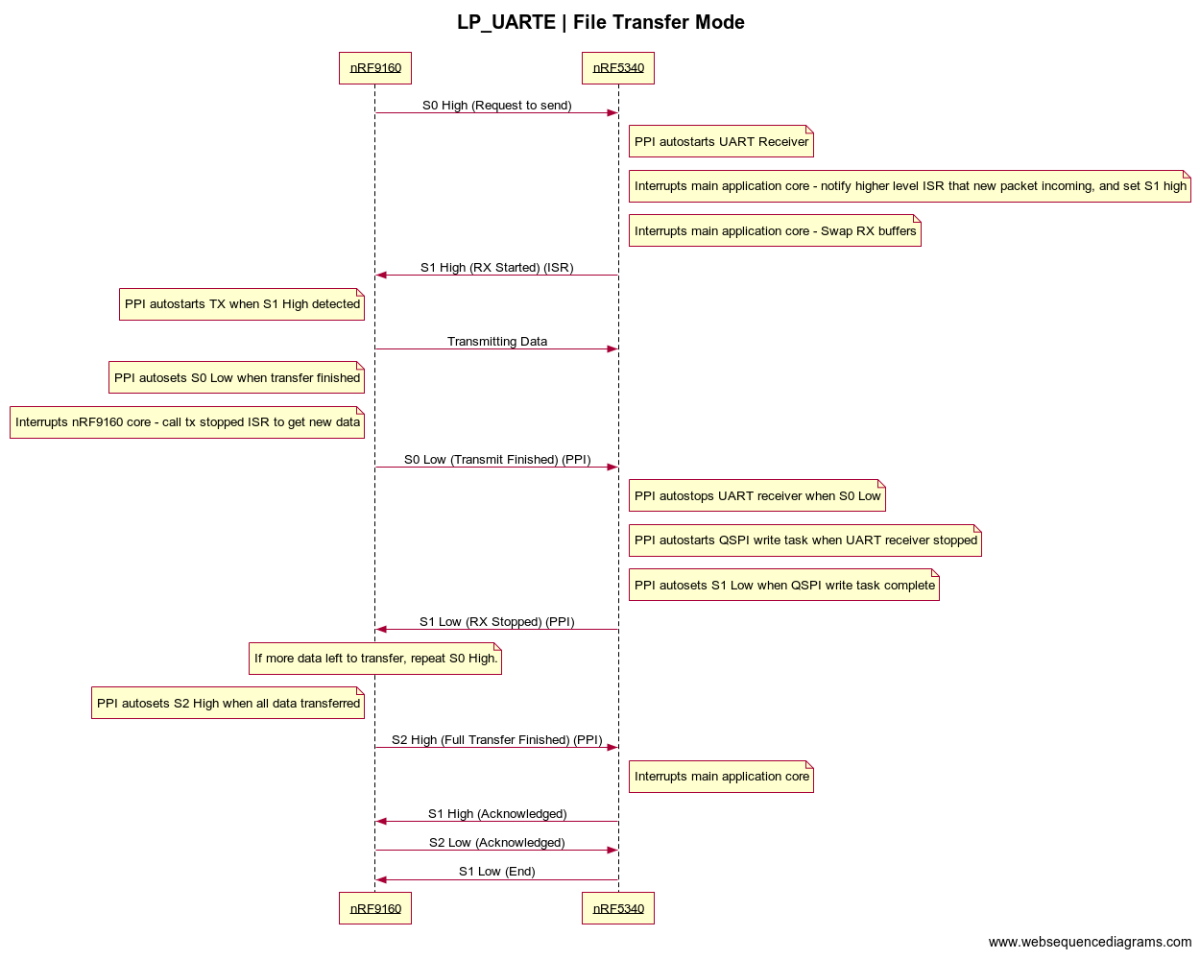 LP_UARTE | File Transfer Mode
nRF9160
nRF5340
S0 High (Request to send)
PPI autostarts UART Receiver
Interrupts main application core - notify higher level ISR that new packet incoming, and set S1 high
Interrupts main application core - Swap RX buffers
S1 High (RX Started) (ISR)
PPI autostarts TX when S1 High detected
Transmitting Data
PPI autosets S0 Low when transfer finished
Interrupts nRF9160 core - call tx stopped ISR to get new data
S0 Low (Transmit Finished) (PPI)
PPI autostops UART receiver when S0 Low
PPI autostarts QSPI write task when UART receiver stopped
PPI autosets S1 Low when QSPI write task complete
S1 Low (RX Stopped) (PPI)
If more data left to transfer, repeat S0 High.
PPI autosets S2 High when all data transferred
S2 High (Full Transfer Finished) (PPI)
Interrupts main application core
S1 High (Acknowledged)
S2 Low (Acknowledged)
S1 Low (End)
nRF9160
nRF5340
www.websequencediagrams.com